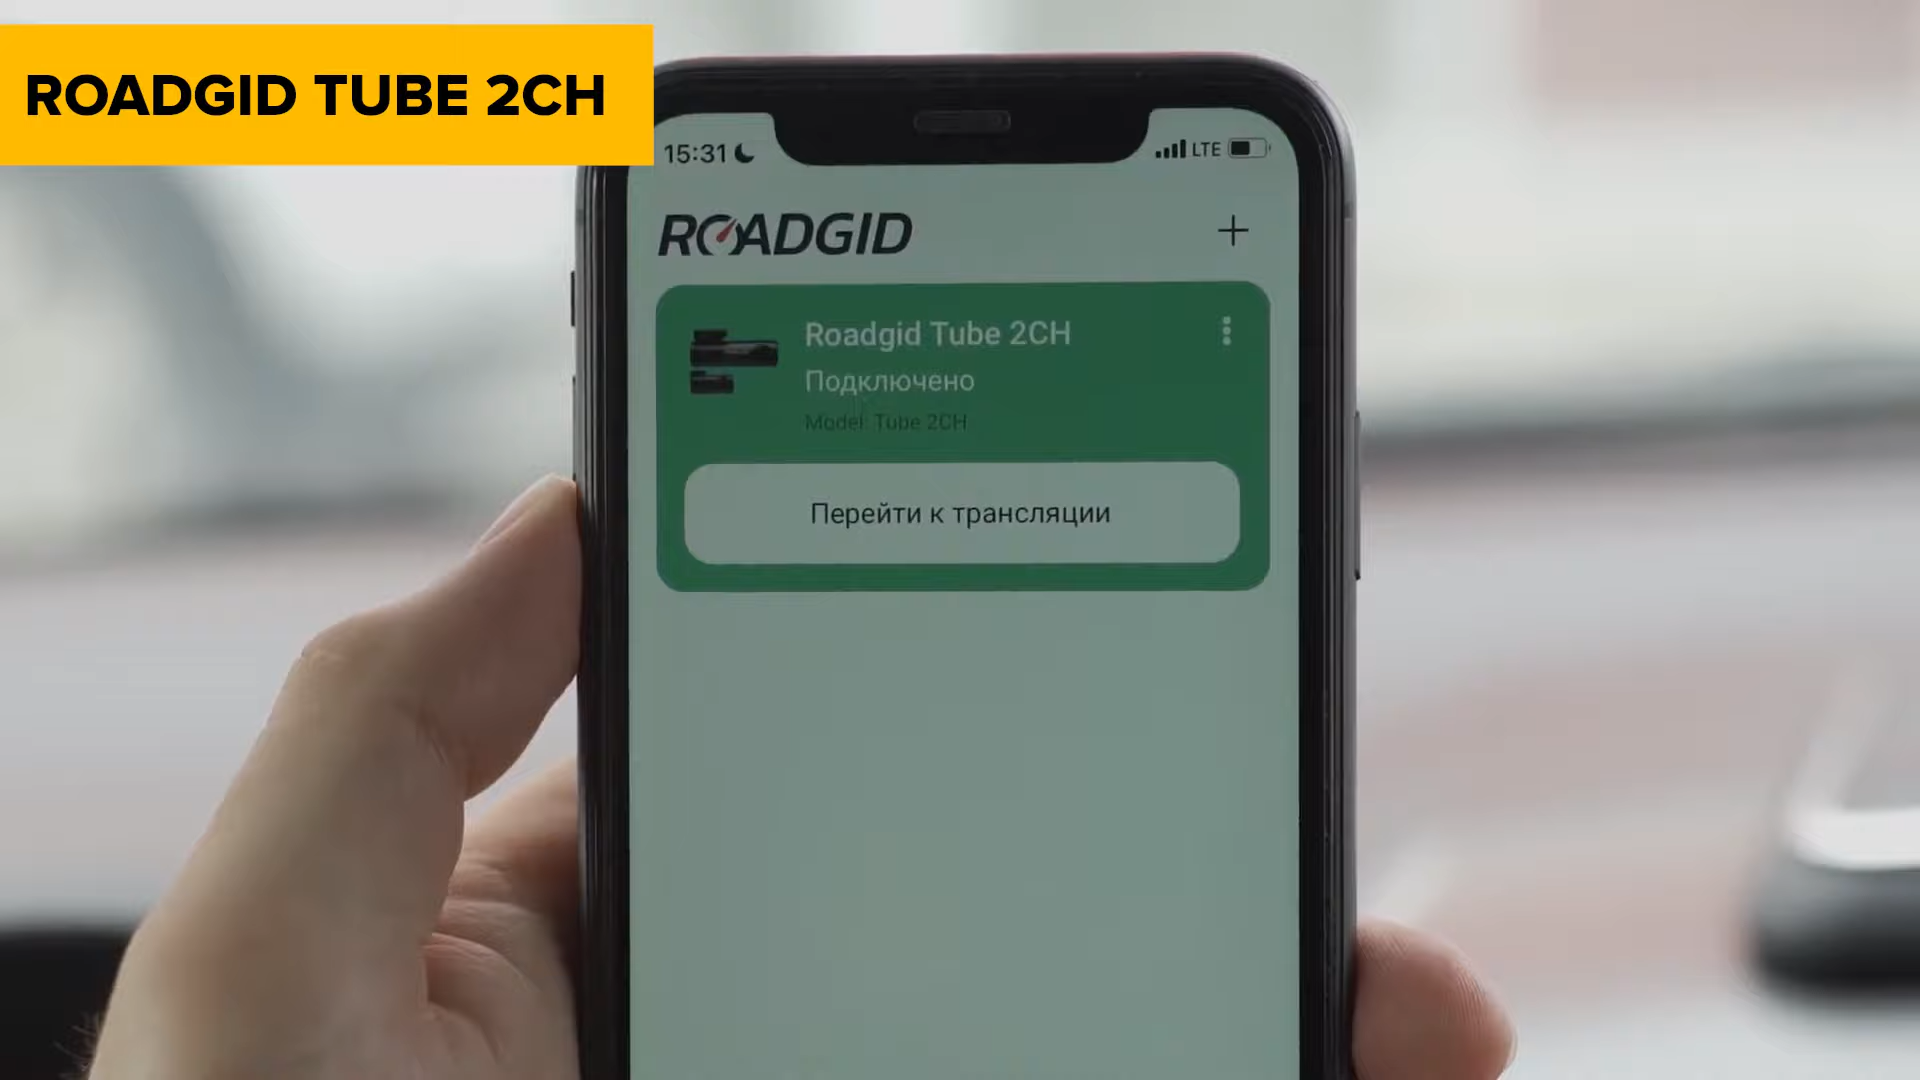 ROADGID TUBE 2CH
15:31 LTE
ROADGID
+
Roadgid Tube 2CH
Подключено
Model: Tube 2CH
Перейти к трансляции